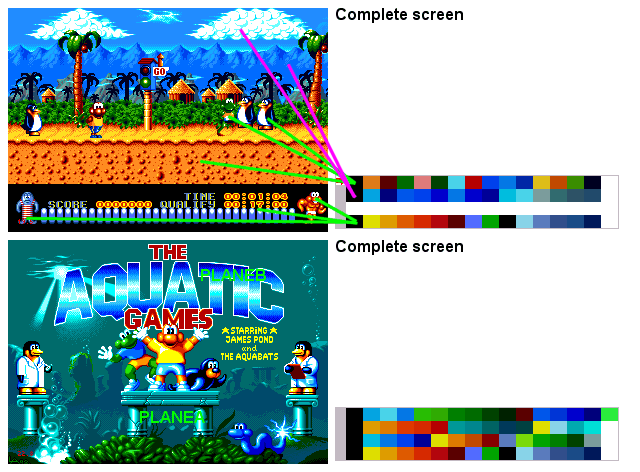 Complete screen
GO
TIME 00:01:04
SCORE 0000000 QUALIFY 00:17:00
Complete screen
THE
AQUATIC
PLANEB
GAMES
★STARRING★
JAMES POND
and
THE AQUABATS
PLANEA